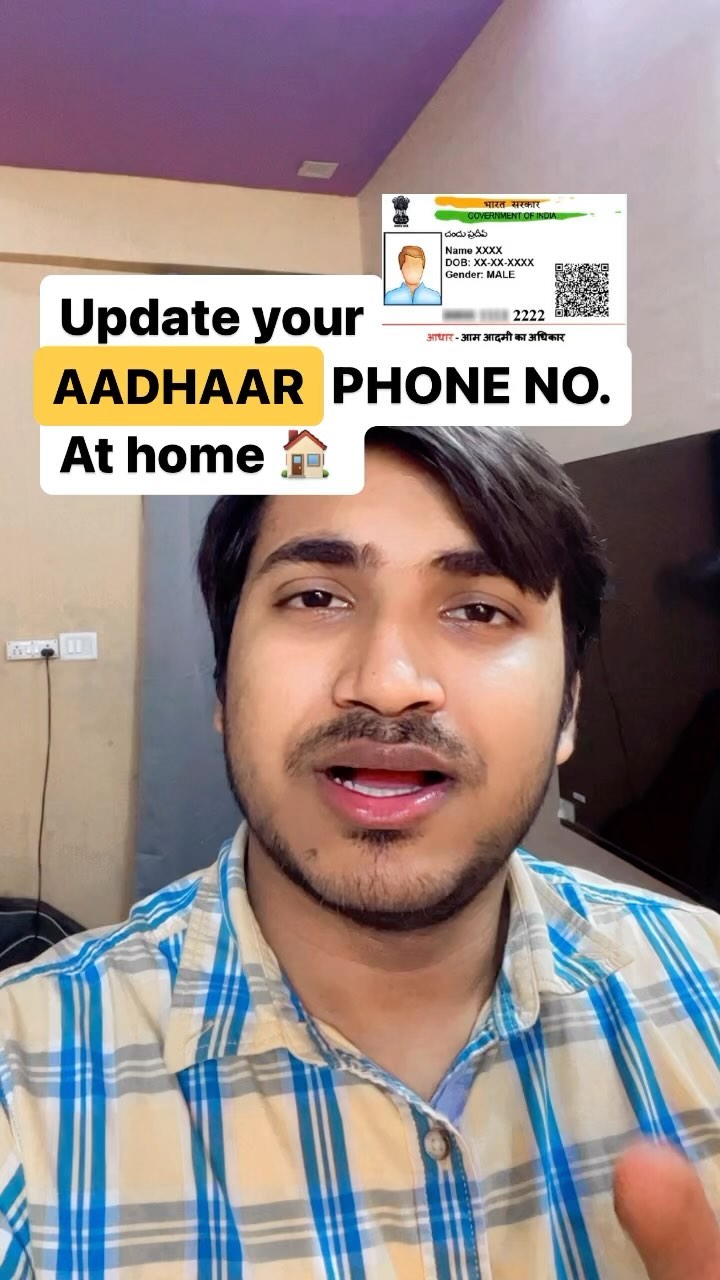 भारत सरकार
GOVERNMENT OF INDIA
చందు ప్రదీప్
Name XXXX
DOB: XX-XX-XXXX
Gender: MALE
2222
आधार - आम आदमी का अधिकार
Update your
AADHAAR PHONE NO.
At home 🏠